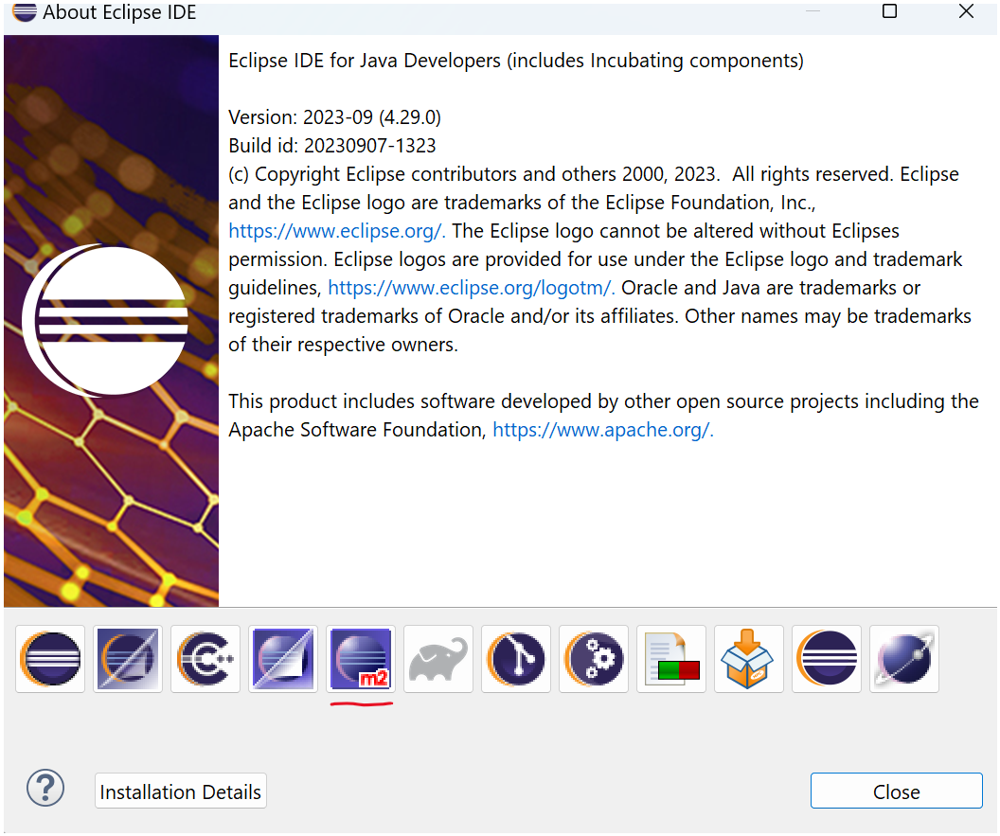 About Eclipse IDE
Eclipse IDE for Java Developers (includes Incubating components)
Version: 2023-09 (4.29.0)
Build id: 20230907-1323
(c) Copyright Eclipse contributors and others 2000, 2023.  All rights reserved. Eclipse
and the Eclipse logo are trademarks of the Eclipse Foundation, Inc.,
https://www.eclipse.org/. The Eclipse logo cannot be altered without Eclipses
permission. Eclipse logos are provided for use under the Eclipse logo and trademark
guidelines, https://www.eclipse.org/logotm/. Oracle and Java are trademarks or
registered trademarks of Oracle and/or its affiliates. Other names may be trademarks
of their respective owners.
This product includes software developed by other open source projects including the
Apache Software Foundation, https://www.apache.org/.
C++
m2
?
Installation Details
Close